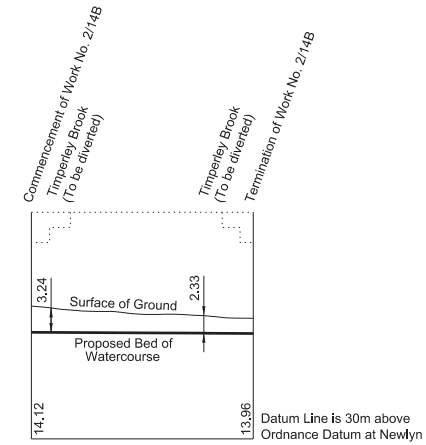 Commencement of Work No. 2/14B
Timperley Brook
(To be diverted)
Timperley Brook
(To be diverted)
Termination of Work No. 2/14B
3.24
Surface of Ground
2.33
Proposed Bed of
Watercourse
14.12
13.96
Datum Line is 30m above
Ordnance Datum at Newlyn